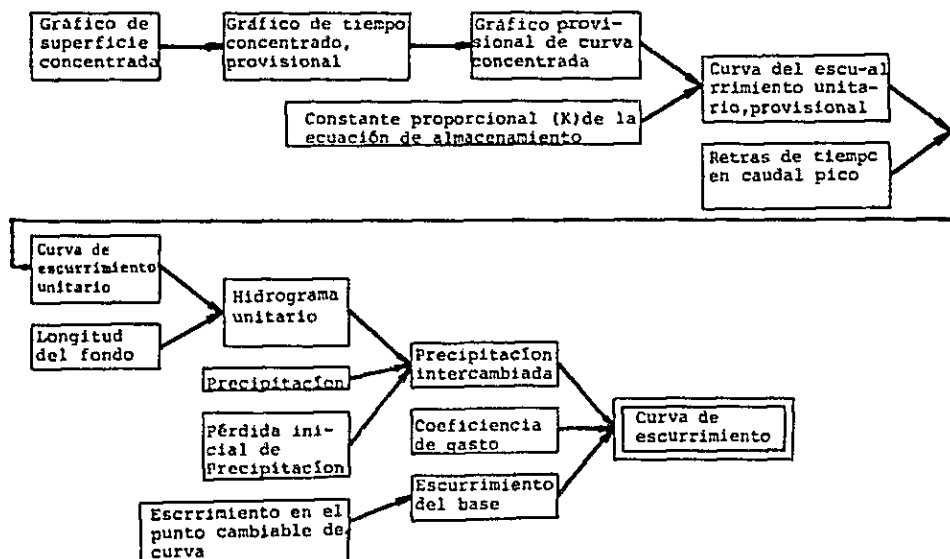 Gráfico de
superficie
concentrada
Gráfico de tiempo
concentrado,
provisional
Gráfico provi-
sional de curva
concentrada
Constante proporcional (K)de la
ecuación de almacenamiento
Curva del escu-al
rrimiento unita-
rio,provisional
Retras de tiempc
en caudal pico
Curva de
escurrimiento
unitario
Longitud
del fondo
Hidrograma
unitario
Precipitacíon
Pérdida ini-
cial de
Precipitacíon
Precipitacíon
intercambiada
Coeficiencia
de gasto
Escurrimiento
del base
Escrrimiento en el
punto cambiable de
curva
Curva de
escurrimiento